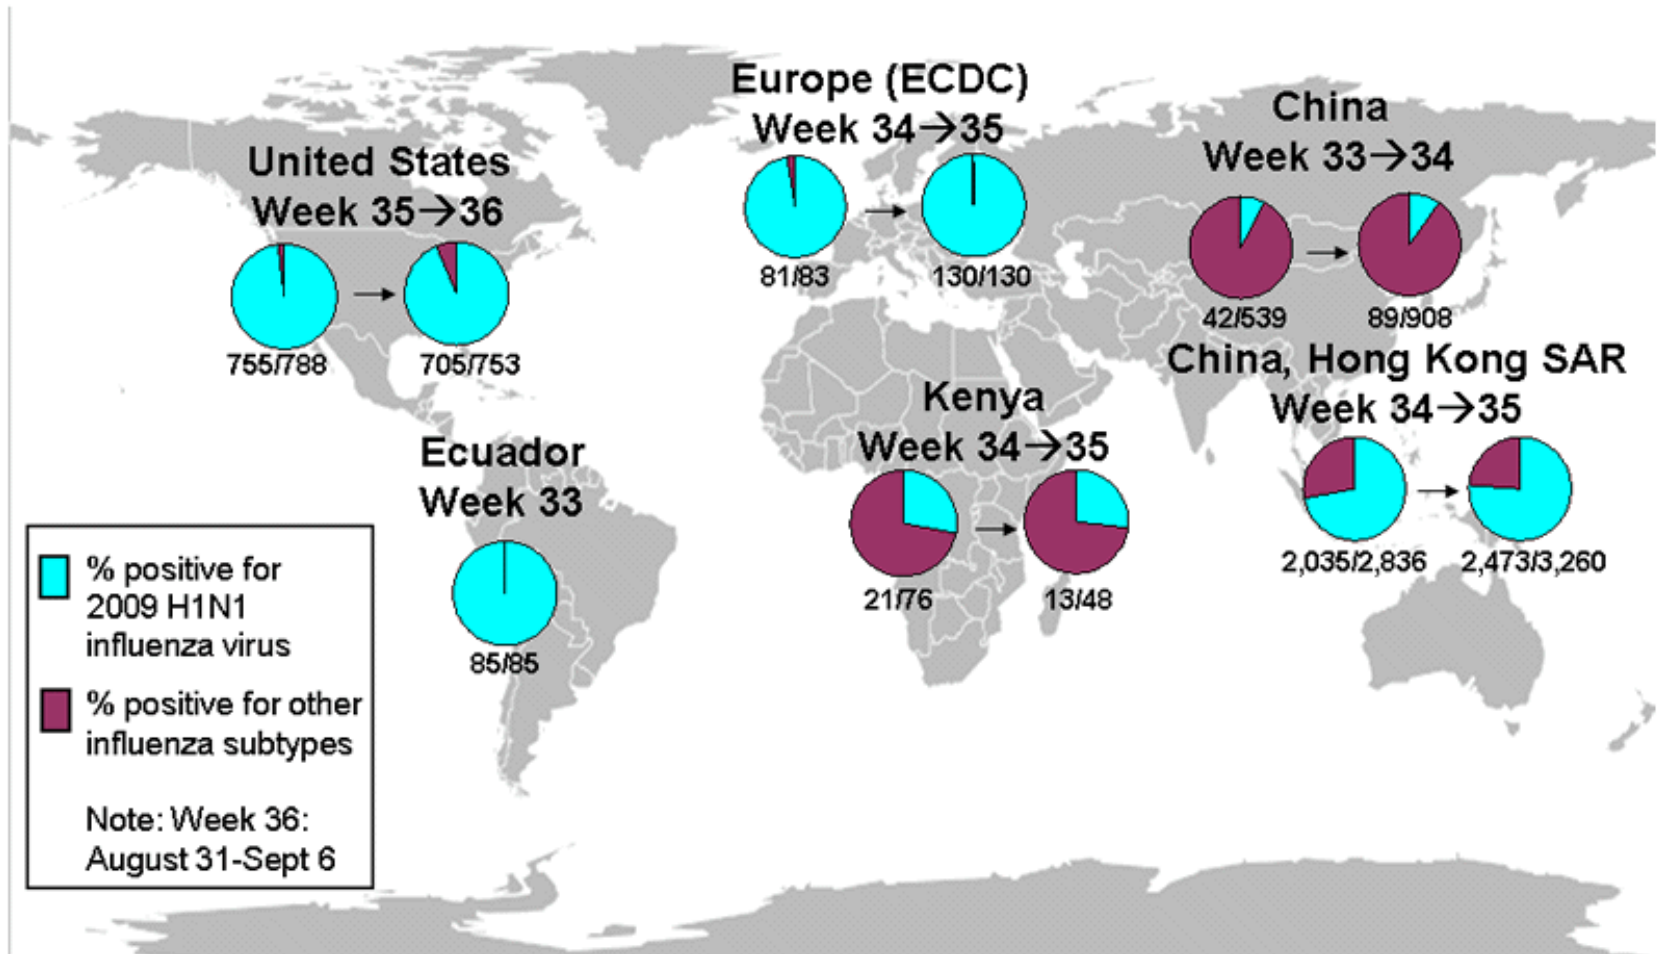 Europe (ECDC)
Week 34→35
81/83
130/130
China
Week 33→34
42/539
89/908
United States
Week 35→36
755/788
705/753
China, Hong Kong SAR
Week 34→35
2,035/2,836
2,473/3,260
Kenya
Week 34→35
21/76
13/48
Ecuador
Week 33
85/85
% positive for
2009 H1N1
influenza virus
% positive for other
influenza subtypes
Note: Week 36:
August 31-Sept 6